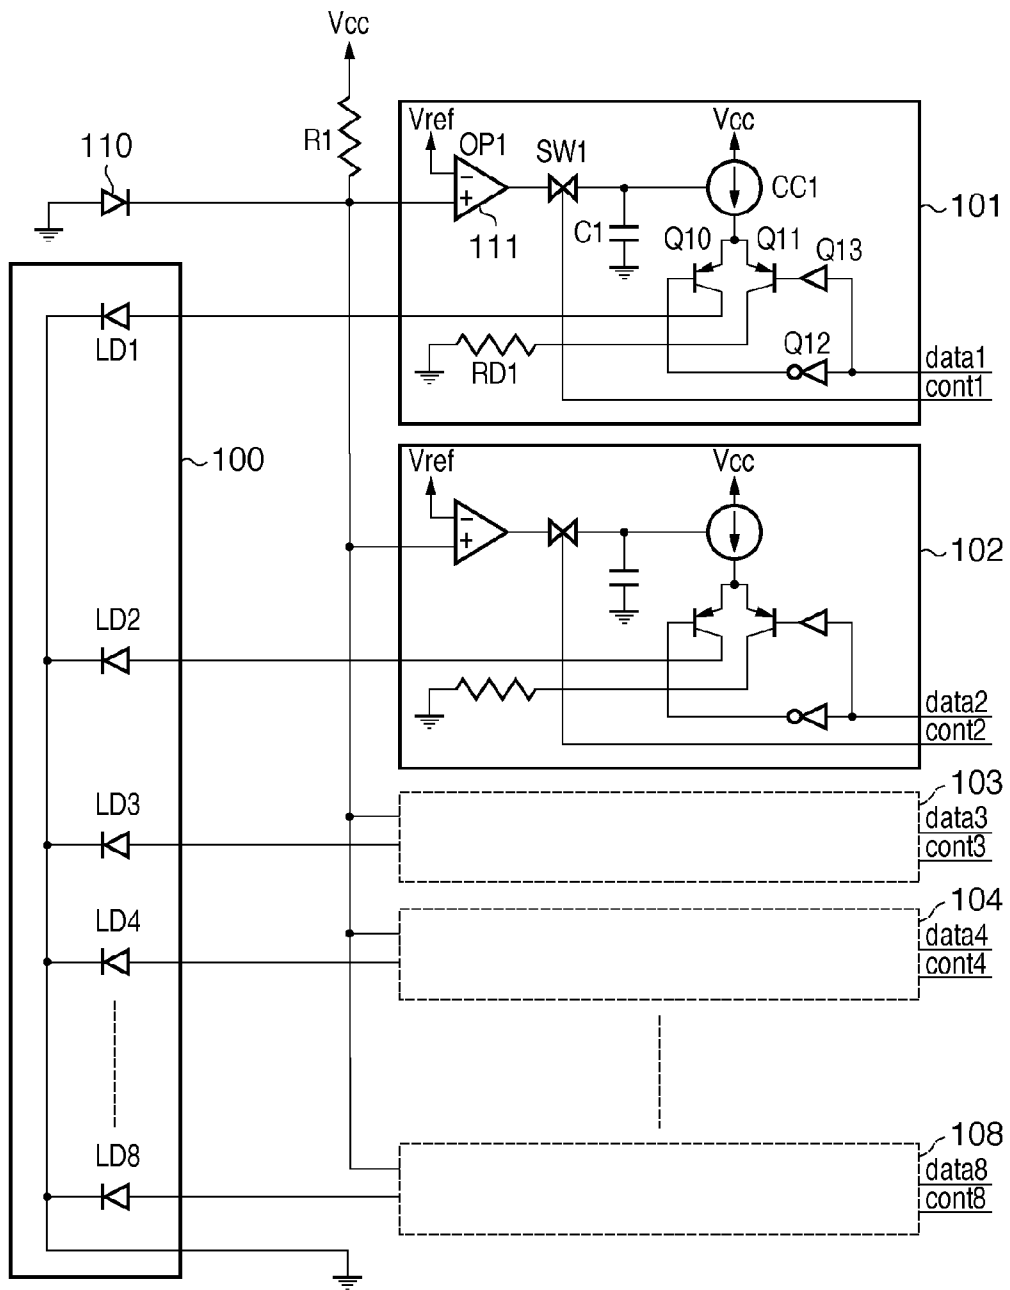 Vcc
R1
110
Vref
OP1
SW1
Vcc
CC1
111
C1
Q10
Q11
Q13
101
LD1
RD1
Q12
data1
cont1
100
Vref
Vcc
102
LD2
data2
cont2
103
LD3
data3
cont3
104
LD4
data4
cont4
108
LD8
data8
cont8